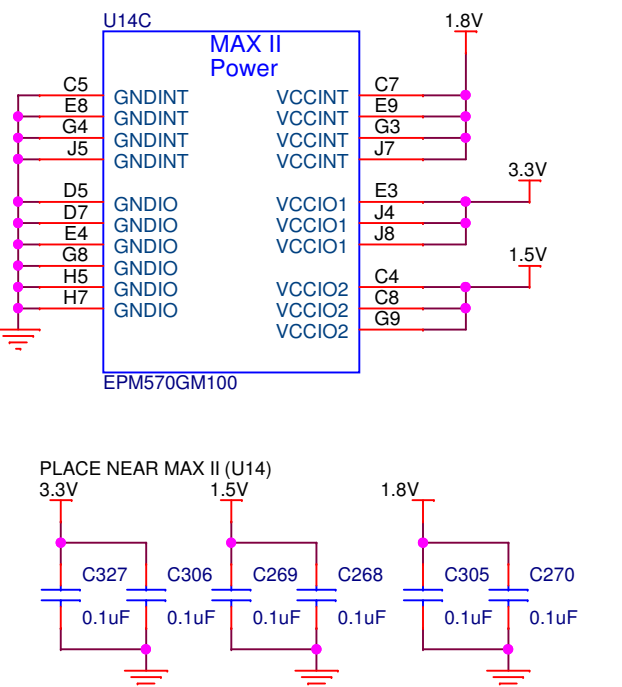 U14C
1.8V
MAX II
Power
C5 GNDINT VCCINT C7
E8 GNDINT VCCINT E9
G4 GNDINT VCCINT G3
J5 GNDINT VCCINT J7
3.3V
D5 GNDIO VCCIO1 E3
D7 GNDIO VCCIO1 J4
E4 GNDIO VCCIO1 J8
G8 GNDIO
1.5V
H5 GNDIO VCCIO2 C4
H7 GNDIO VCCIO2 C8
VCCIO2 G9
EPM570GM100
PLACE NEAR MAX II (U14)
3.3V 1.5V 1.8V
C327 C306 C269 C268 C305 C270
0.1uF 0.1uF 0.1uF 0.1uF 0.1uF 0.1uF